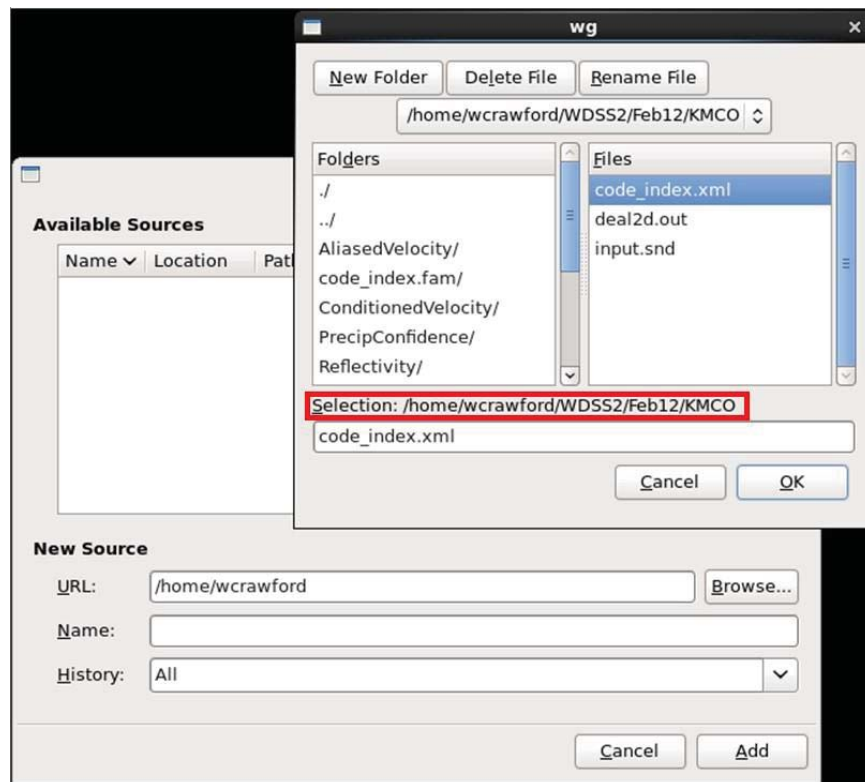 wg
New Folder Delete File Rename File
/home/wcrawford/WDSS2/Feb12/KMCO
Folders
./
../
AliasedVelocity/
code_index.fam/
ConditionedVelocity/
PrecipConfidence/
Reflectivity/
Files
code_index.xml
deal2d.out
input.snd
Selection: /home/wcrawford/WDSS2/Feb12/KMCO
code_index.xml
Cancel OK
Available Sources
Name Location
New Source
URL: /home/wcrawford Browse...
Name:
History: All
Cancel Add